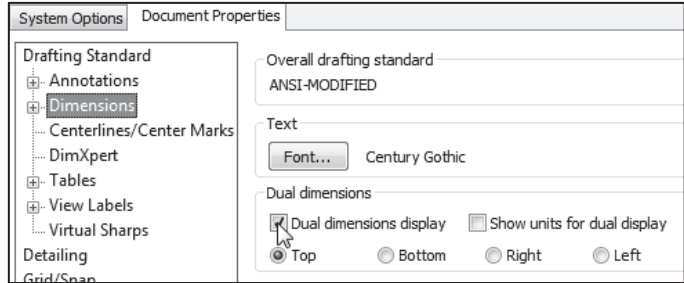 System Options
Document Properties
Drafting Standard
Annotations
Dimensions
Centerlines/Center Marks
DimXpert
Tables
View Labels
Virtual Sharps
Detailing
Grid/Snap
Overall drafting standard
ANSI-MODIFIED
Text
Font... Century Gothic
Dual dimensions
Dual dimensions display Show units for dual display
Top Bottom Right Left